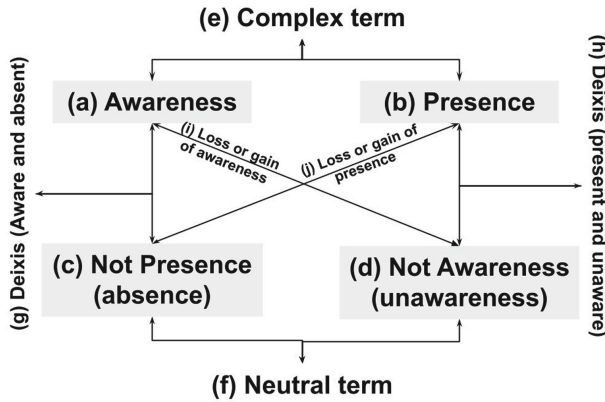 (e) Complex term
(a) Awareness
(b) Presence
(i) Loss or gain
of awareness
(j) Loss or gain of
presence
(g) Deixis (Aware and absent)
(h) Deixis (present and unaware)
(c) Not Presence
(absence)
(d) Not Awareness
(unawareness)
(f) Neutral term